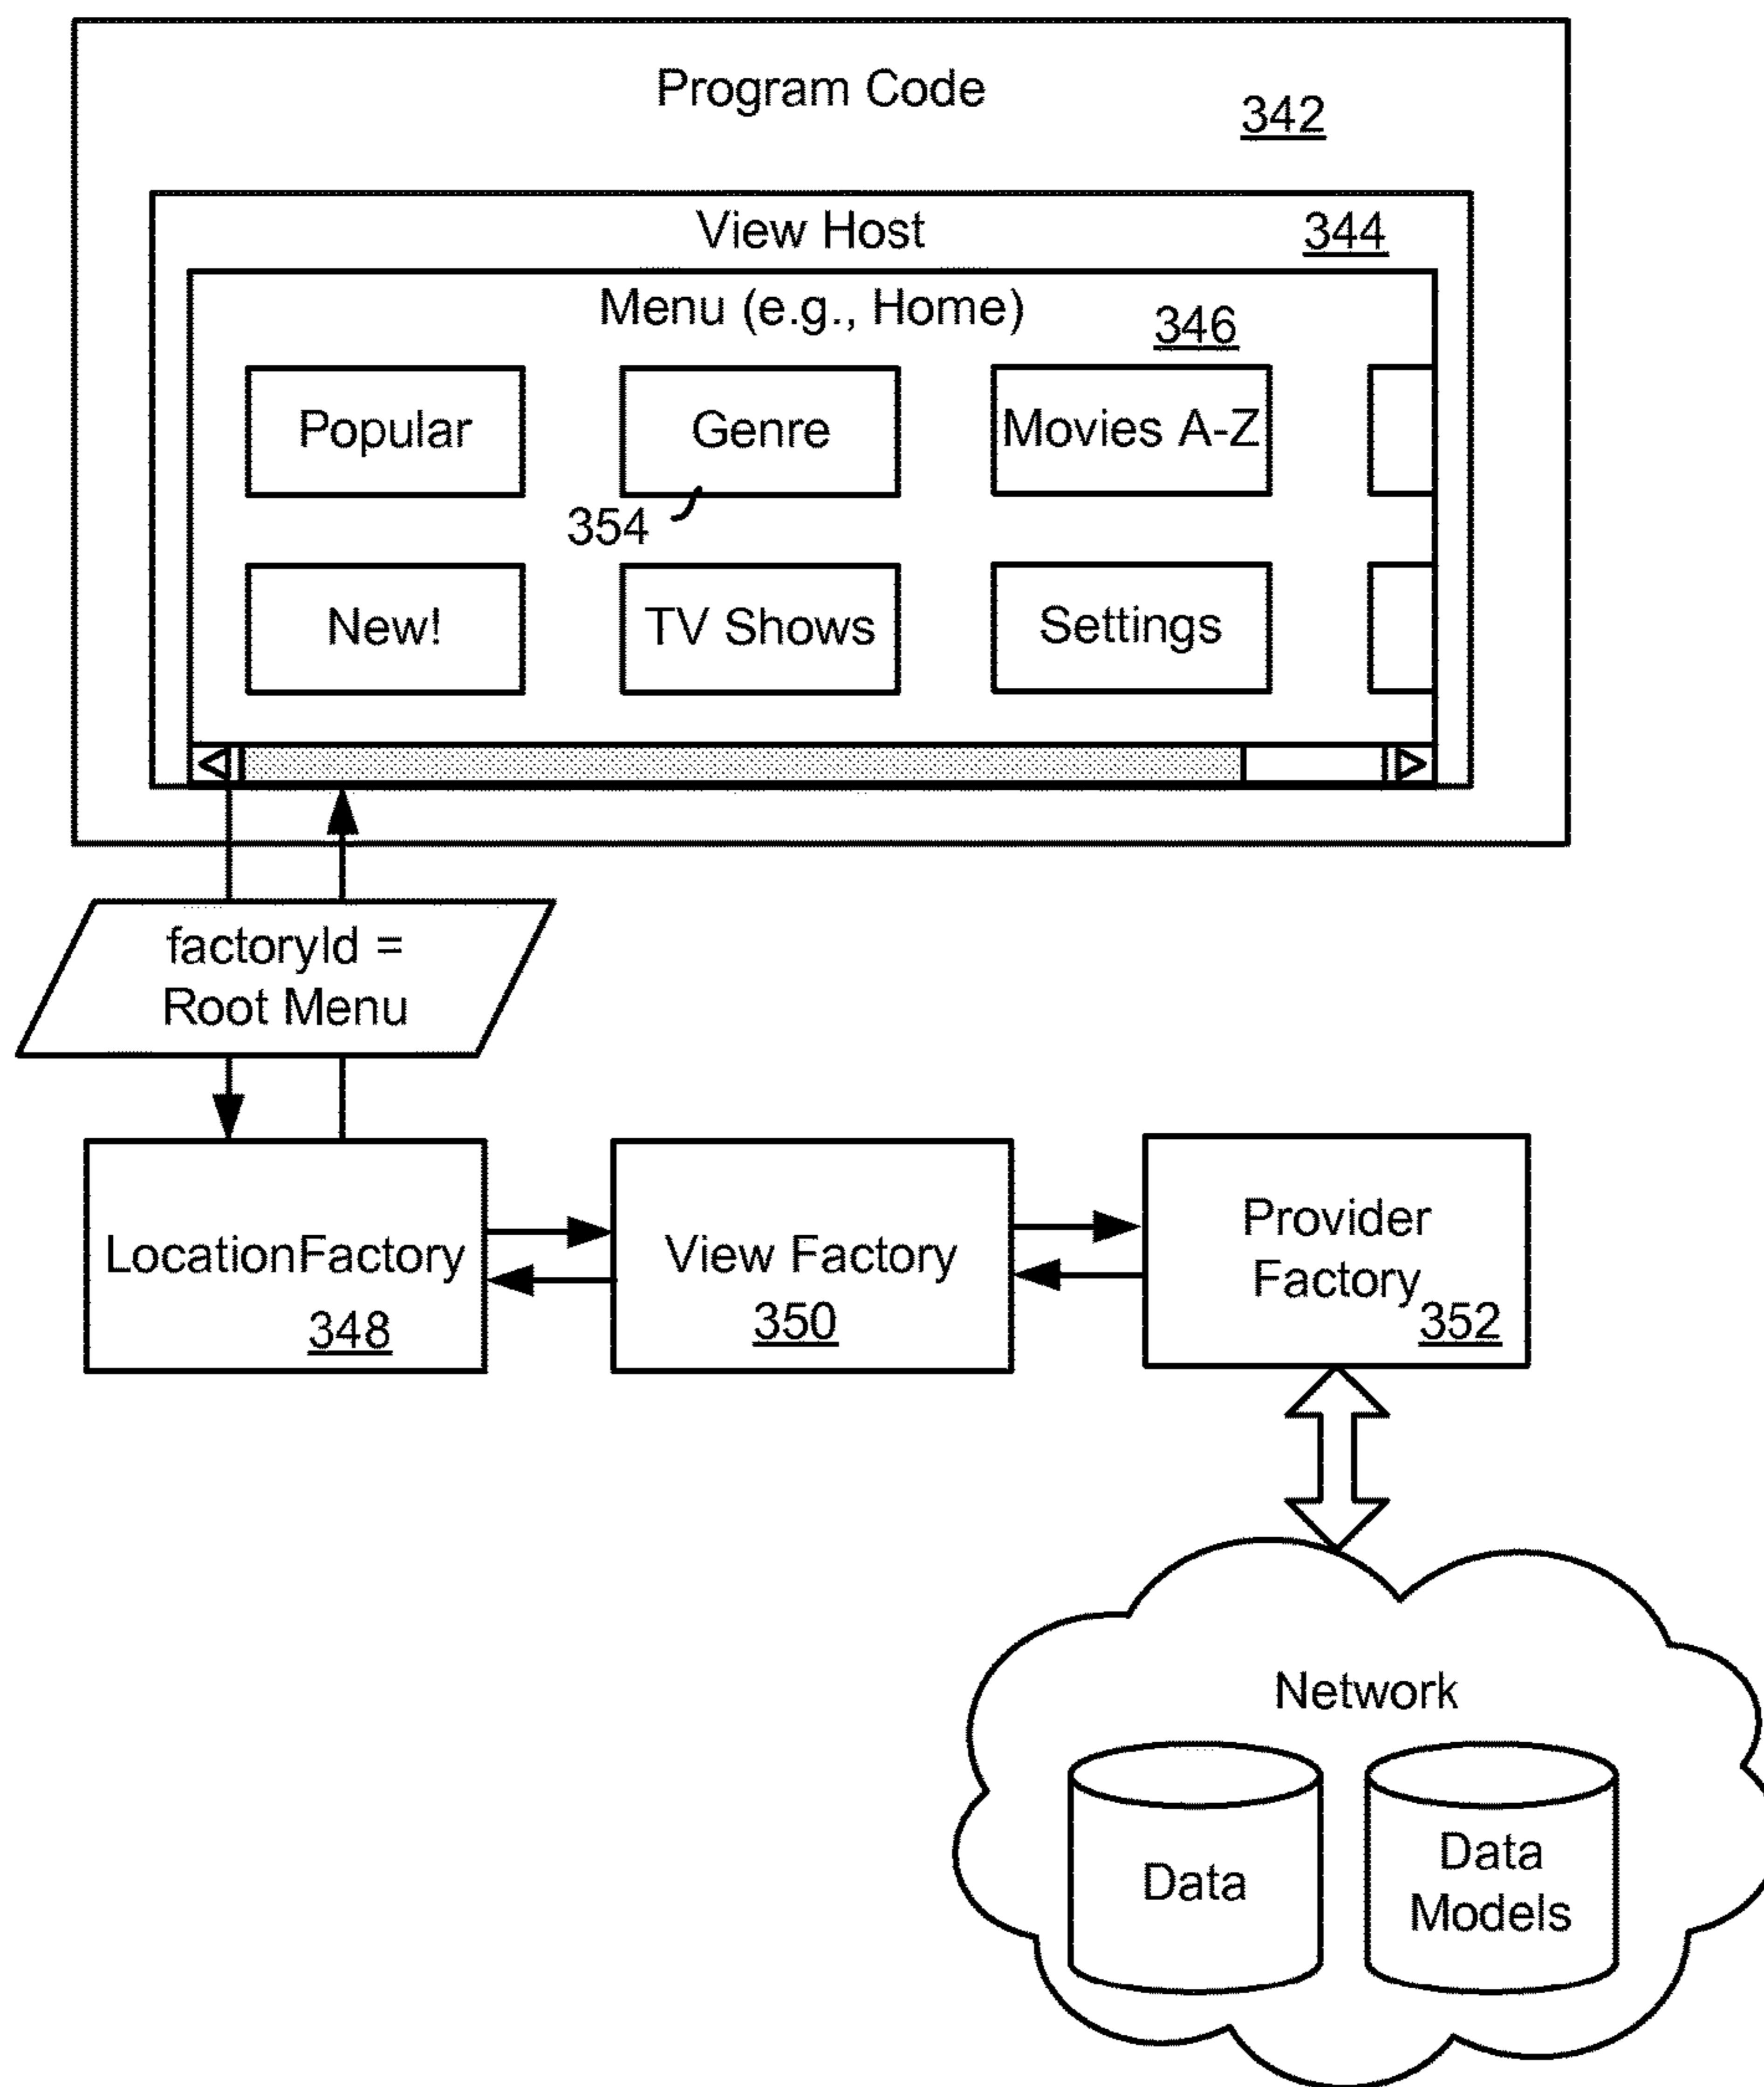 Program Code
342
View Host
344
Menu (e.g., Home)
346
Popular
Genre
Movies A-Z
354
New!
TV Shows
Settings
factoryId =
Root Menu
LocationFactory
348
View Factory
350
Provider
Factory
352
Network
Data
Data
Models